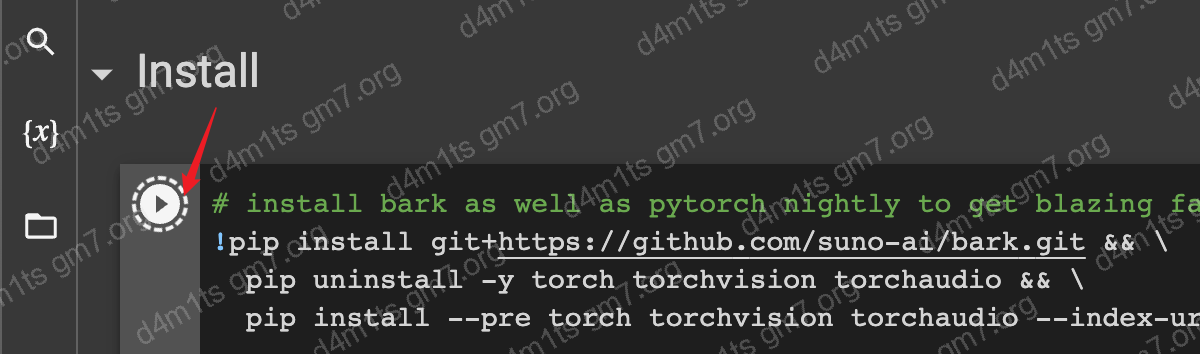 Install
{x}
# install bark as well as pytorch nightly to get blazing fa
!pip install git+https://github.com/suno-ai/bark.git && \
pip uninstall -y torch torchvision torchaudio && \
pip install --pre torch torchvision torchaudio --index-ur
d4m1ts gm7.org